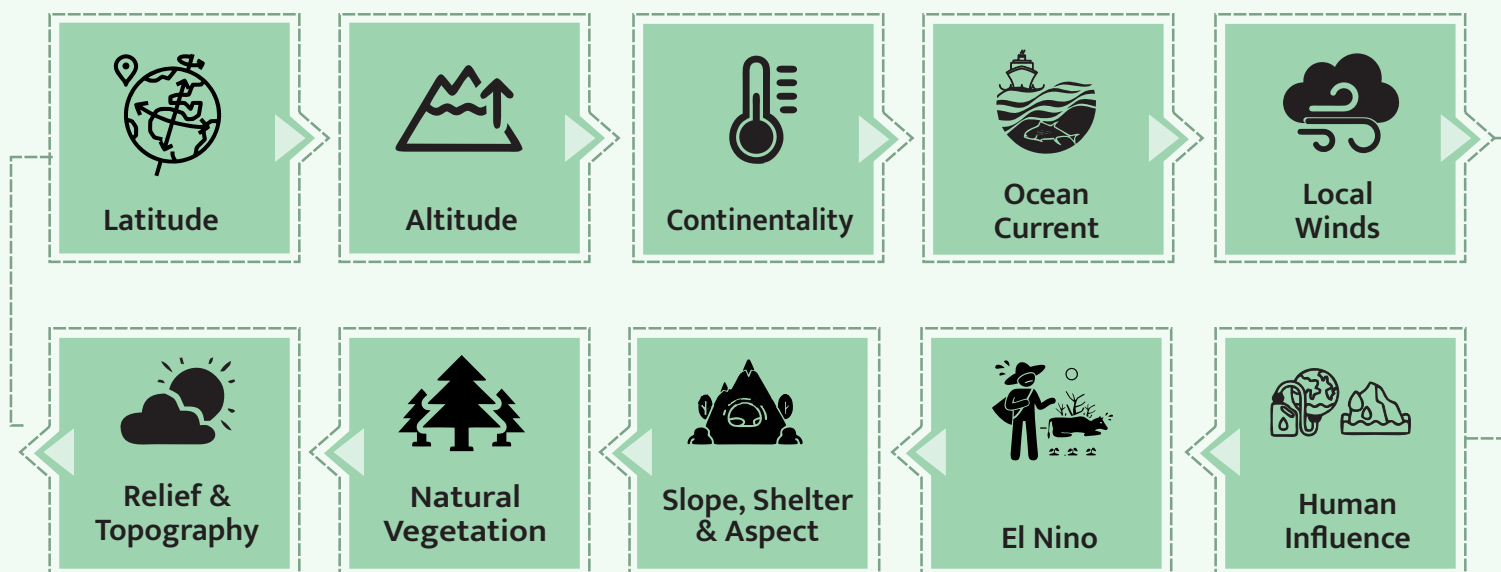 Latitude
Altitude
Continentality
Ocean
Current
Local
Winds
Human
Influence
El Nino
Slope, Shelter
& Aspect
Natural
Vegetation
Relief &
Topography